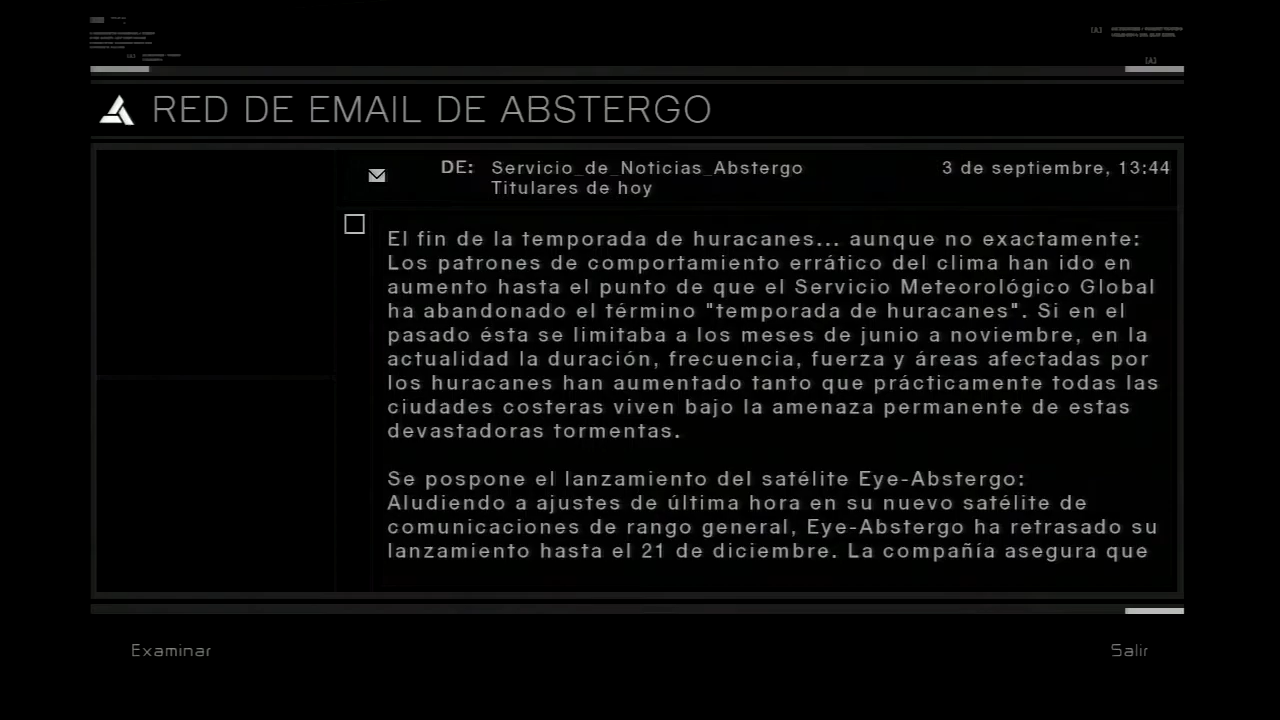 RED DE EMAIL DE ABSTERGO
DE: Servicio_de_Noticias_Abstergo 3 de septiembre, 13:44
Titulares de hoy
El fin de la temporada de huracanes... aunque no exactamente:
Los patrones de comportamiento errático del clima han ido en
aumento hasta el punto de que el Servicio Meteorológico Global
ha abandonado el término "temporada de huracanes". Si en el
pasado ésta se limitaba a los meses de junio a noviembre, en la
actualidad la duración, frecuencia, fuerza y áreas afectadas por
los huracanes han aumentado tanto que prácticamente todas las
ciudades costeras viven bajo la amenaza permanente de estas
devastadoras tormentas.
Se pospone el lanzamiento del satélite Eye-Abstergo:
Aludiendo a ajustes de última hora en su nuevo satélite de
comunicaciones de rango general, Eye-Abstergo ha retrasado su
lanzamiento hasta el 21 de diciembre. La compañía asegura que
Examinar Salir